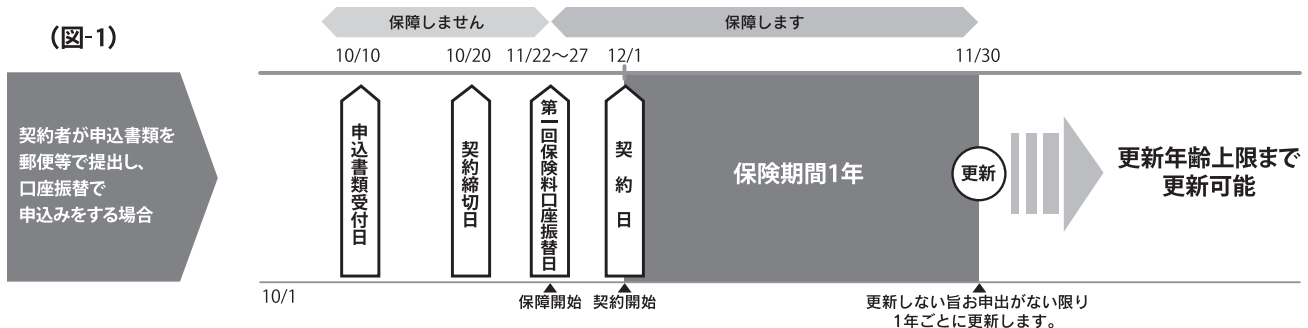 （図-1）
保障しません
保障します
10/10
10/20
11/22～27
12/1
11/30
契約者が申込書類を
郵便等で提出し、
口座振替で
申込みをする場合
申込書類受付日
契約締切日
第一回保険料口座振替日
契約日
保険期間1年
更新
更新年齢上限まで
更新可能
10/1
保障開始
契約開始
更新しない旨お申出がない限り
1年ごとに更新します。